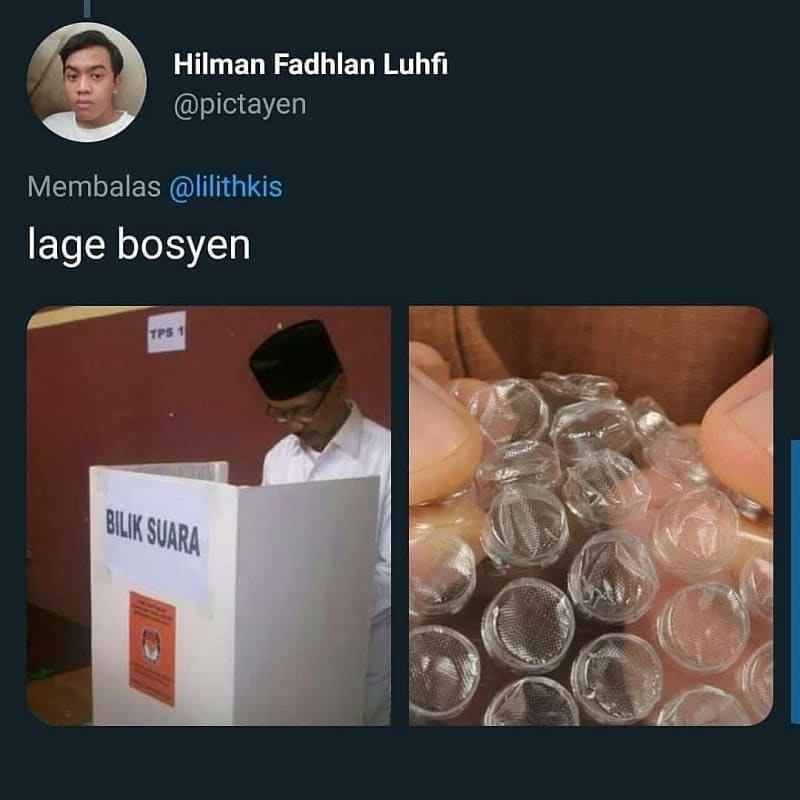 Hilman Fadhlan Luhfi
@pictayen
Membalas @lilithkis
lage bosyen
TPS 1
BILIK SUARA